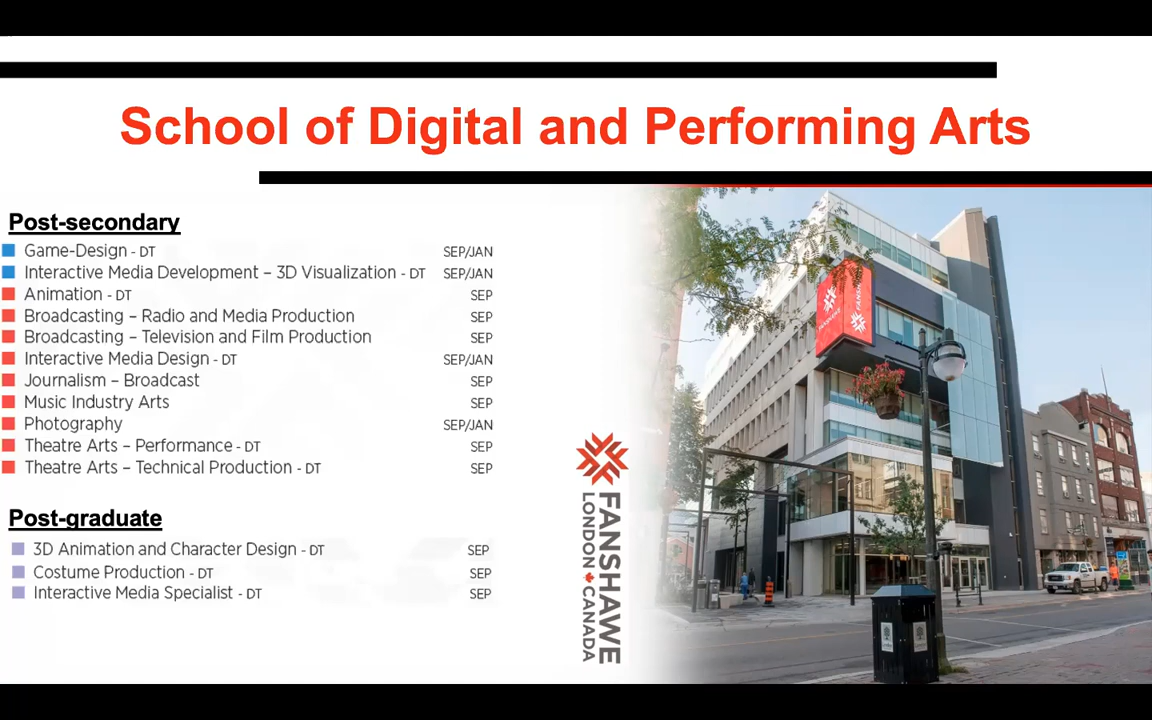 School of Digital and Performing Arts
Post-secondary
Game-Design - DT SEP/JAN
Interactive Media Development – 3D Visualization - DT SEP/JAN
Animation - DT SEP
Broadcasting – Radio and Media Production SEP
Broadcasting – Television and Film Production SEP
Interactive Media Design - DT SEP/JAN
Journalism – Broadcast SEP
Music Industry Arts SEP
Photography SEP/JAN
Theatre Arts – Performance - DT SEP
Theatre Arts – Technical Production - DT SEP
Post-graduate
3D Animation and Character Design - DT SEP
Costume Production - DT SEP
Interactive Media Specialist - DT SEP
FANSHAWE
LONDON CANADA
FANSHAWE